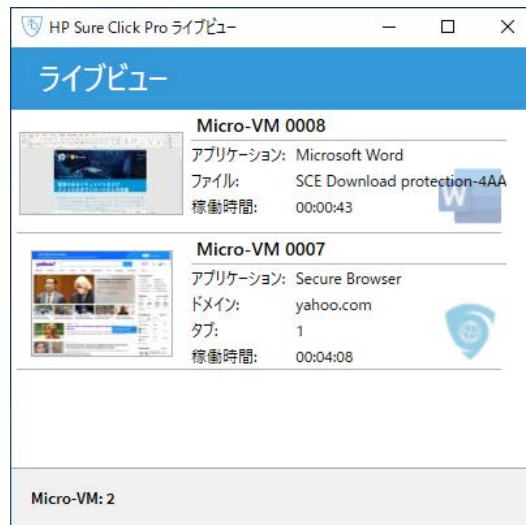 HP Sure Click Pro ライブビュー
ライブビュー
Micro-VM 0008
アプリケーション: Microsoft Word
ファイル: SCE Download protection-4AA
稼働時間: 00:00:43
Micro-VM 0007
アプリケーション: Secure Browser
ドメイン: yahoo.com
タブ: 1
稼働時間: 00:04:08
Micro-VM: 2